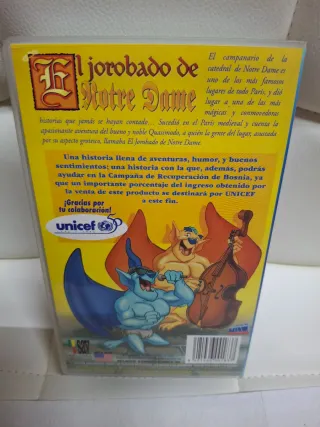 El jorobado de
Notre Dame
El campanario de la
catedral de Notre Dame es
uno de los más famosos
lugares de todo París, y dió
lugar a una de las más
mágicas y conmovedoras
historias que jamás se hayan contado... Sucedió en el París medieval y cuenta la
apasionante aventura del bueno y noble Quasimodo, a quien la gente del lugar, asustada
por su aspecto grotesco, llamaba El Jorobado de Notre Dame.
Una historia llena de aventuras, humor, y buenos
sentimientos; una historia con la que, además, podrás
ayudar en la Campaña de Recuperación de Bosnia, ya
que un importante porcentaje del ingreso obtenido por
la venta de este producto se destinará por UNICEF
a este fin.
¡Gracias por
tu colaboración!
unicef
50